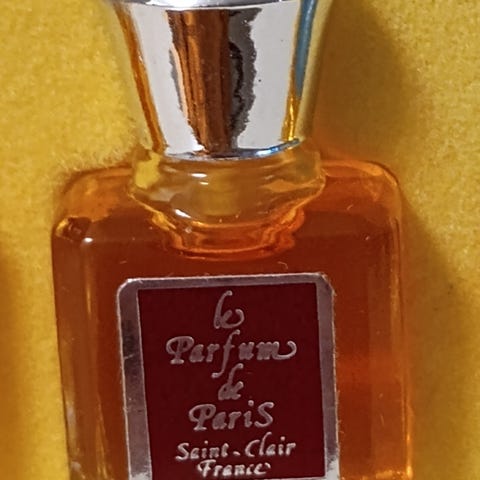 le
Parfum
de
PariS
Saint-Clair
France